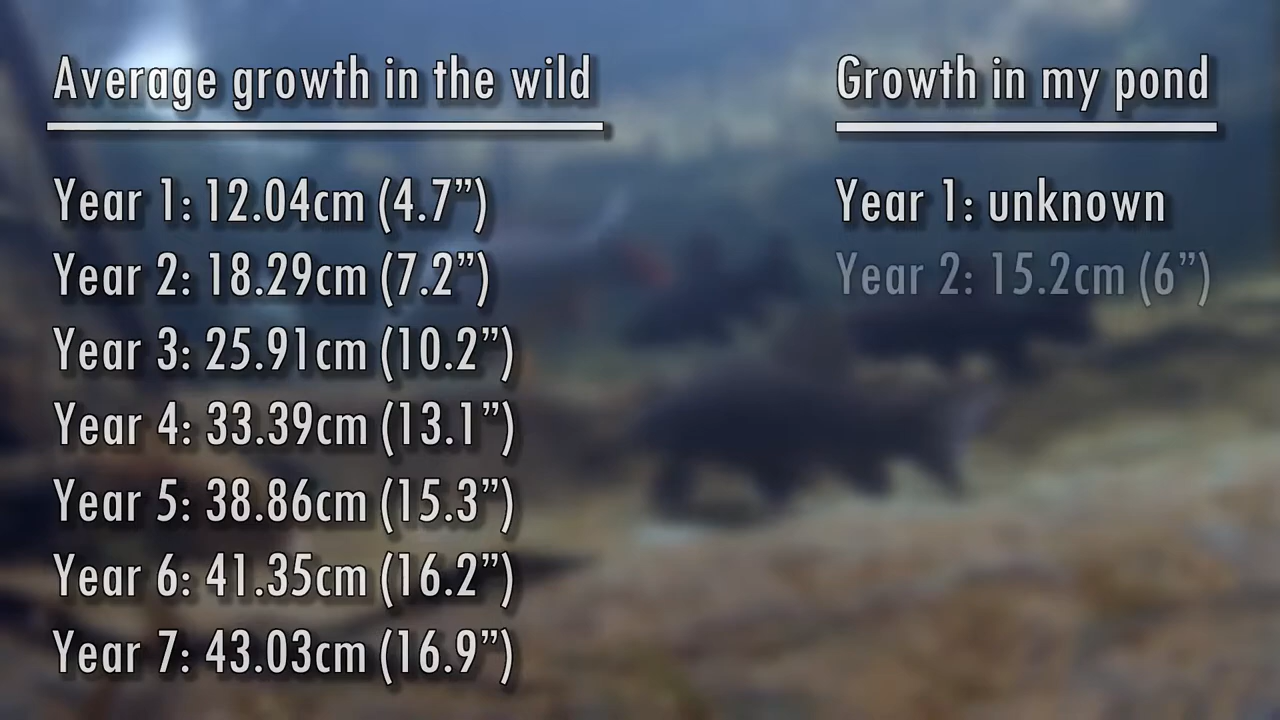 Average growth in the wild
Year 1: 12.04cm (4.7”)
Year 2: 18.29cm (7.2”)
Year 3: 25.91cm (10.2”)
Year 4: 33.39cm (13.1”)
Year 5: 38.86cm (15.3”)
Year 6: 41.35cm (16.2”)
Year 7: 43.03cm (16.9”)
Growth in my pond
Year 1: unknown
Year 2: 15.2cm (6”)